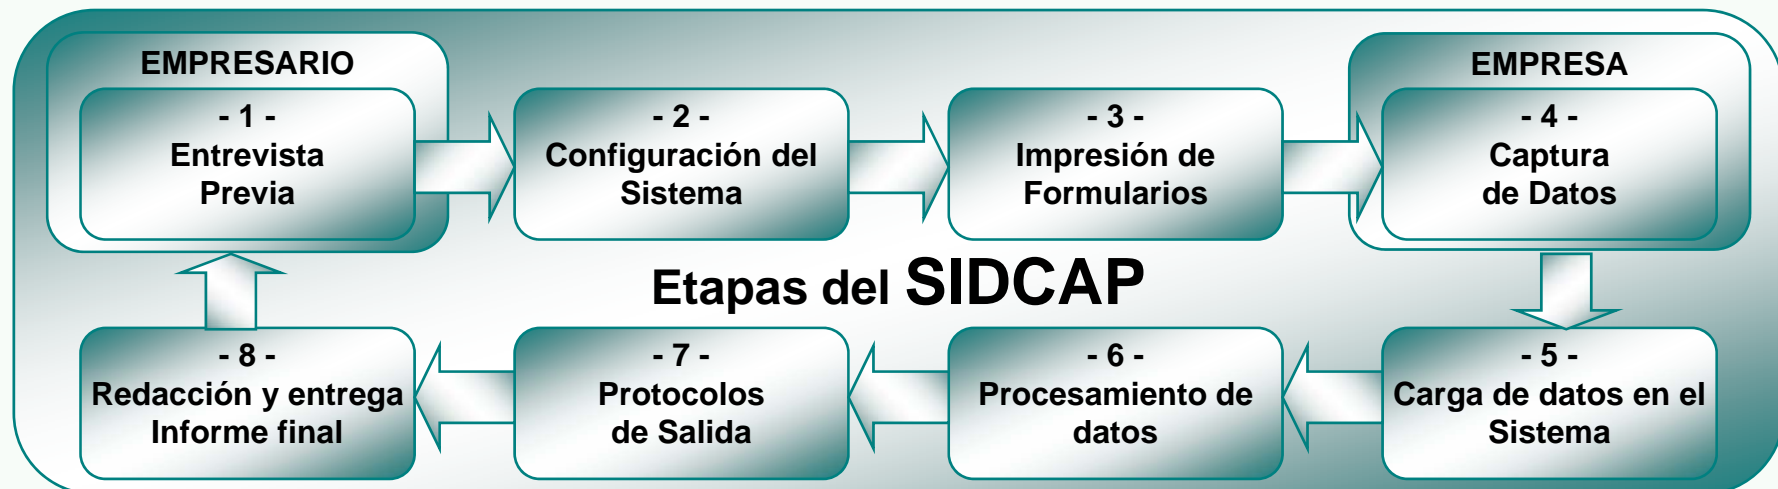 EMPRESARIO
- 1 -
Entrevista
Previa
- 2 -
Configuración del
Sistema
- 3 -
Impresión de
Formularios
EMPRESA
- 4 -
Captura
de Datos
Etapas del SIDCAP
- 5 -
Carga de datos en el
Sistema
- 6 -
Procesamiento de
datos
- 7 -
Protocolos
de Salida
- 8 -
Redacción y entrega
Informe final